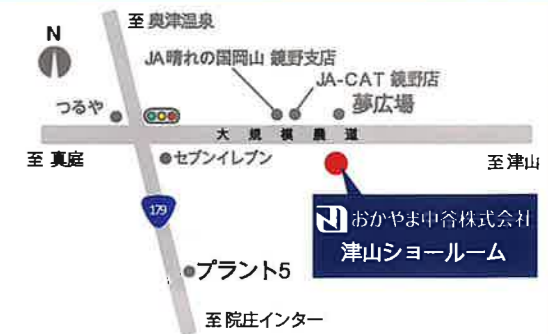 至 奥津温泉
N
JA晴れの国岡山 鏡野支店
JA-CAT 鏡野店
つるや
夢広場
大規模農道
至 真庭
セブンイレブン
至 津山
179
おかやま中谷株式会社
津山ショールーム
プラント5
至 院庄インター